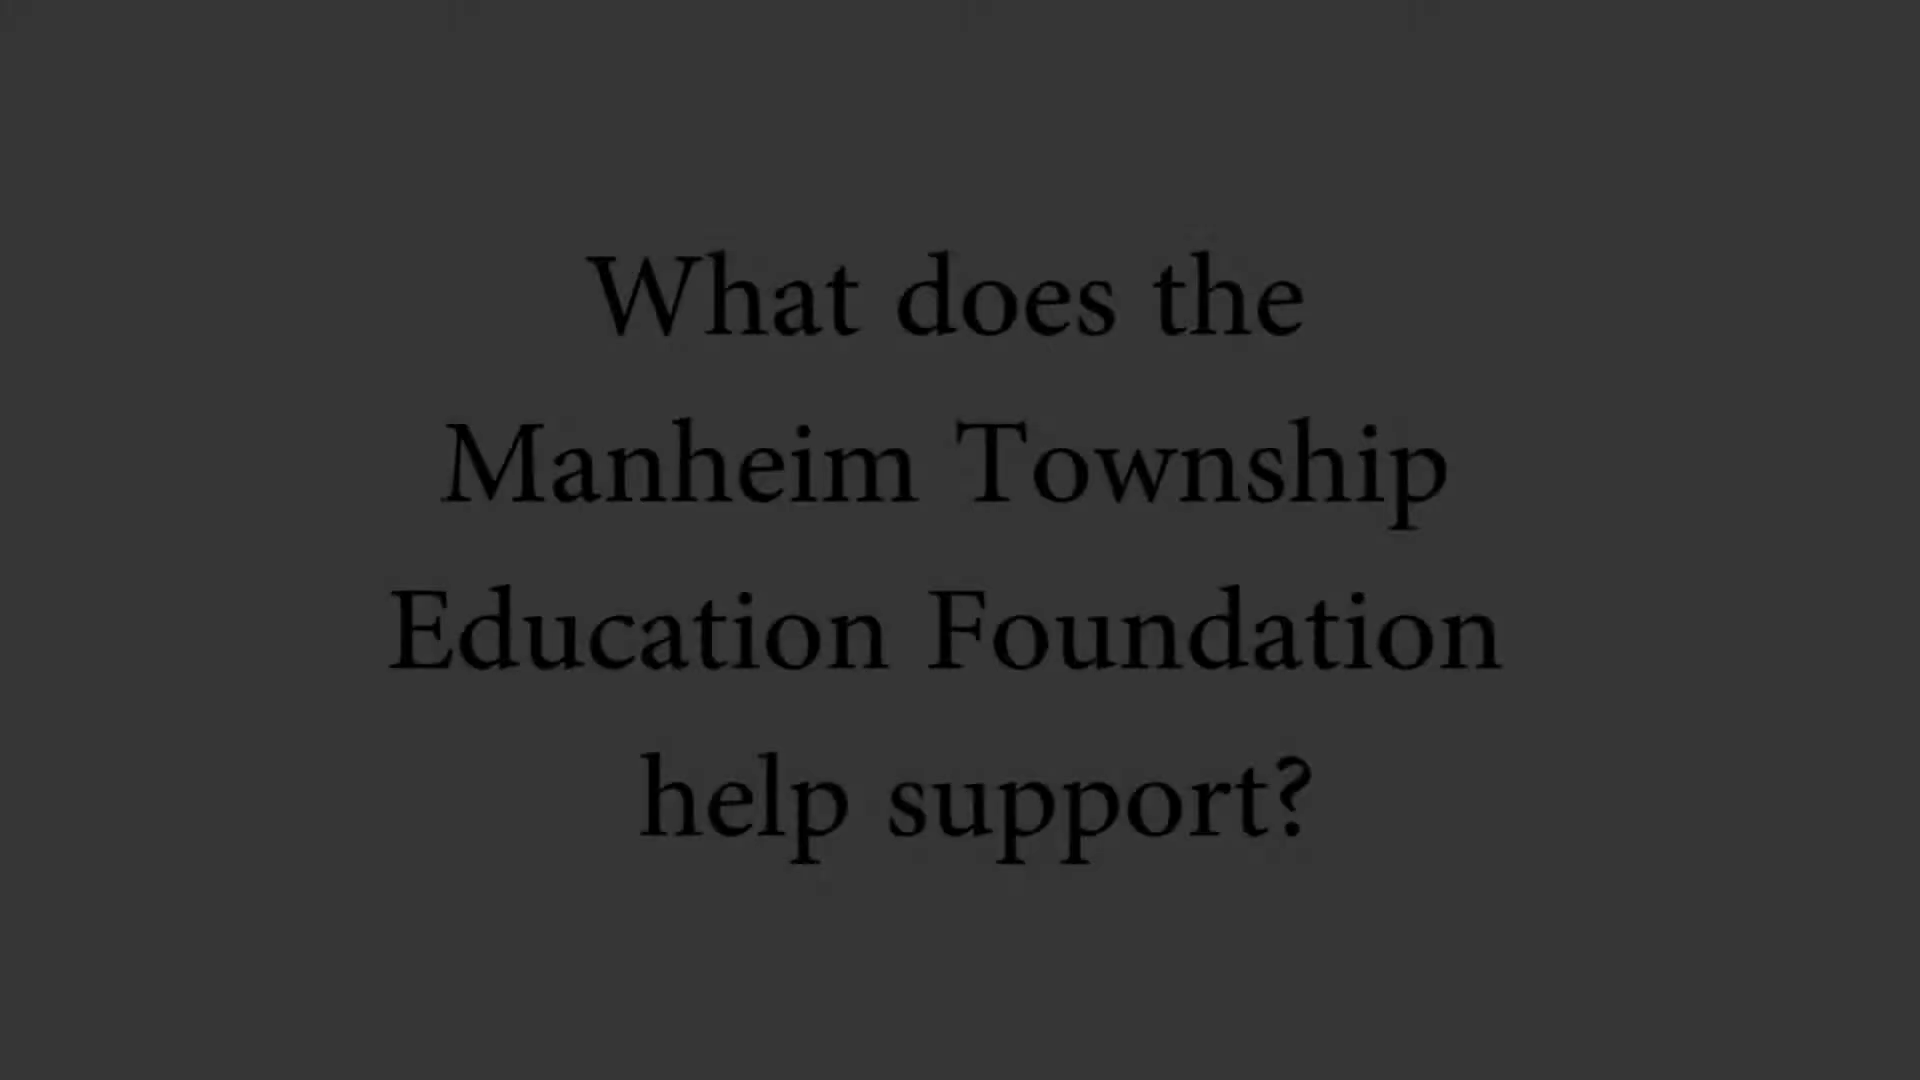 What does the
Manheim Township
Education Foundation
help support?